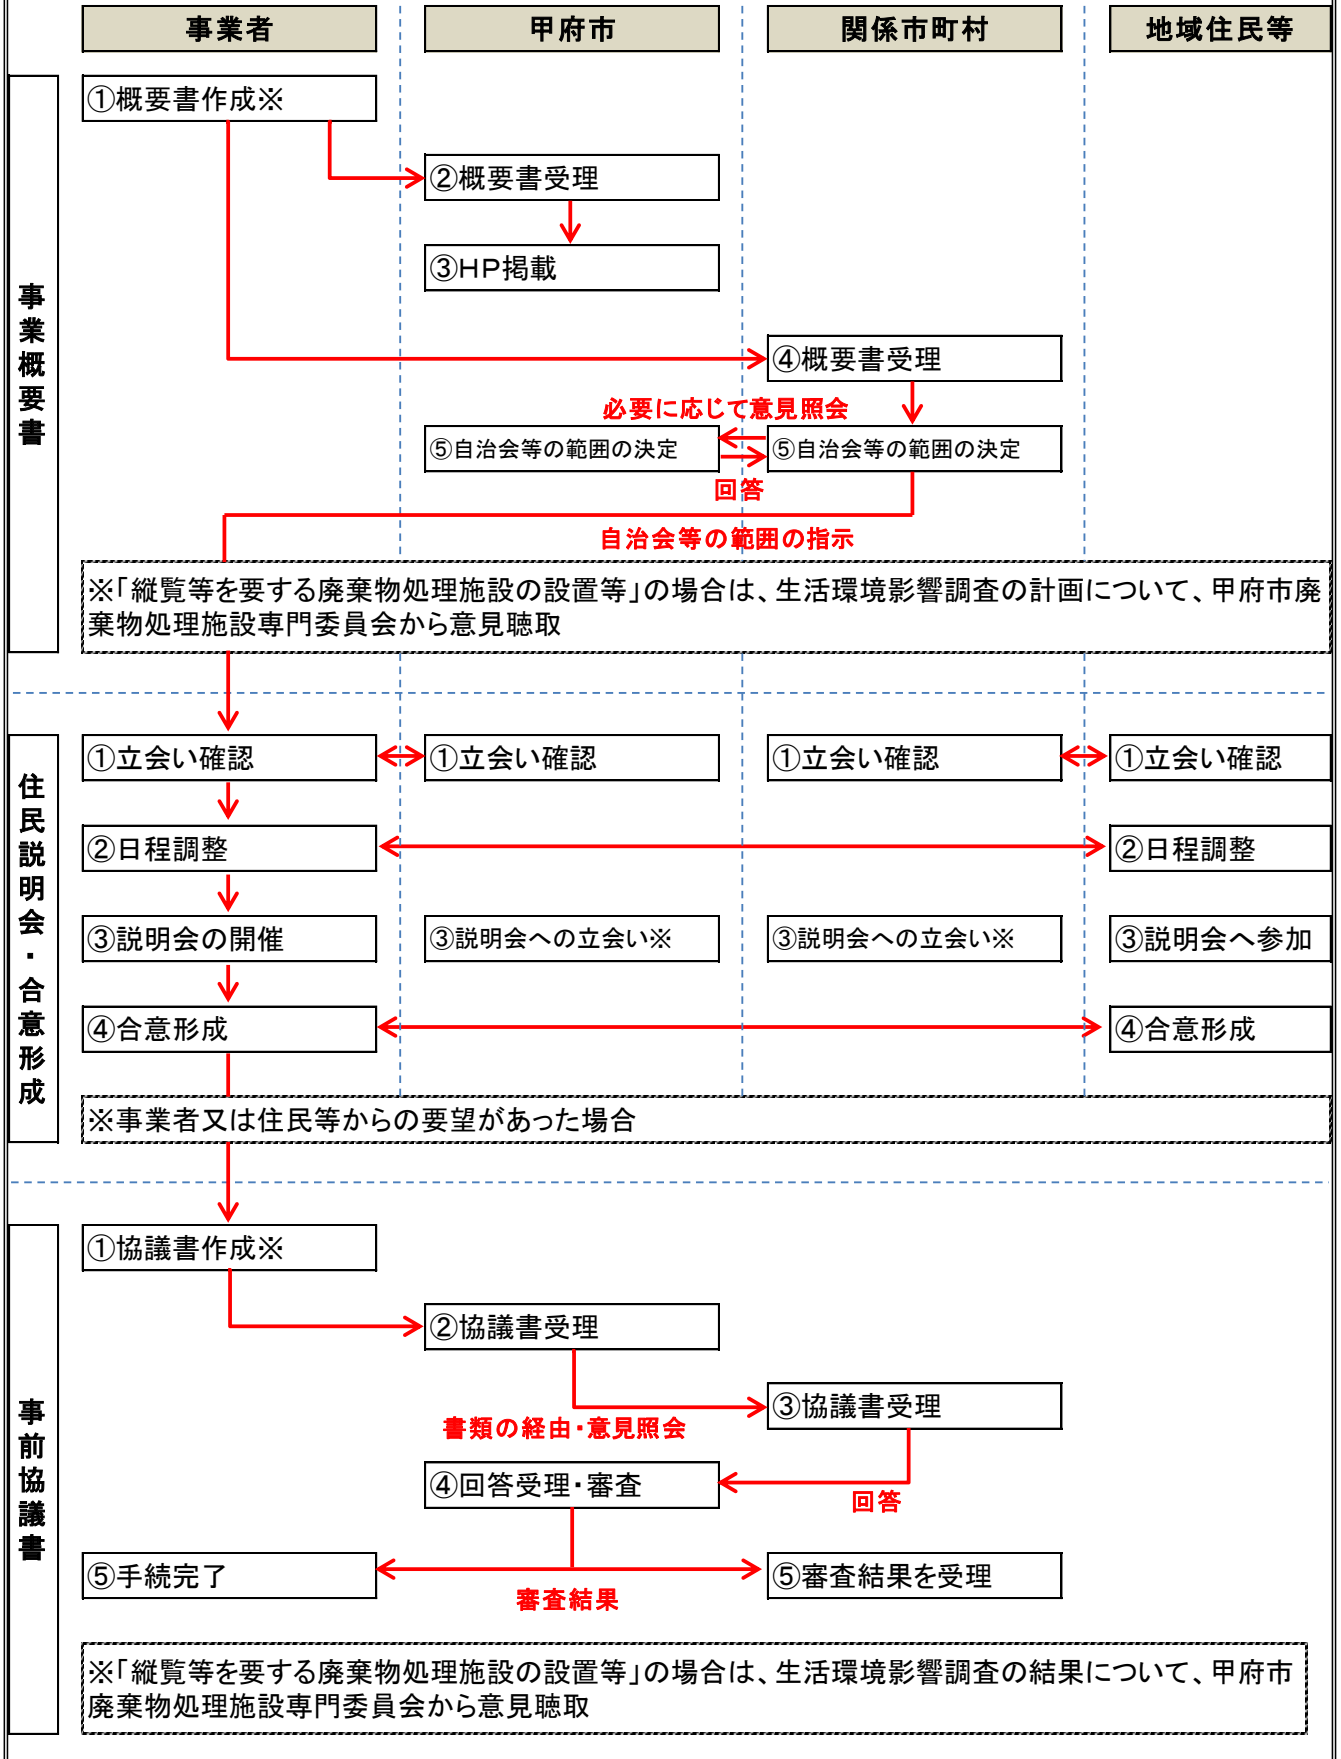 事業者
甲府市
関係市町村
地域住民等
事業概要書
①概要書作成※
②概要書受理
③HP掲載
④概要書受理
必要に応じて意見照会
⑤自治会等の範囲の決定
⑤自治会等の範囲の決定
回答
自治会等の範囲の指示
※「縦覧等を要する廃棄物処理施設の設置等」の場合は、生活環境影響調査の計画について、甲府市廃
棄物処理施設専門委員会から意見聴取
住民説明会・合意形成
①立会い確認
①立会い確認
①立会い確認
①立会い確認
②日程調整
②日程調整
③説明会の開催
③説明会への立会い※
③説明会への立会い※
③説明会へ参加
④合意形成
④合意形成
※事業者又は住民等からの要望があった場合
事前協議書
①協議書作成※
②協議書受理
③協議書受理
書類の経由・意見照会
④回答受理・審査
回答
⑤手続完了
⑤審査結果を受理
審査結果
※「縦覧等を要する廃棄物処理施設の設置等」の場合は、生活環境影響調査の結果について、甲府市
廃棄物処理施設専門委員会から意見聴取